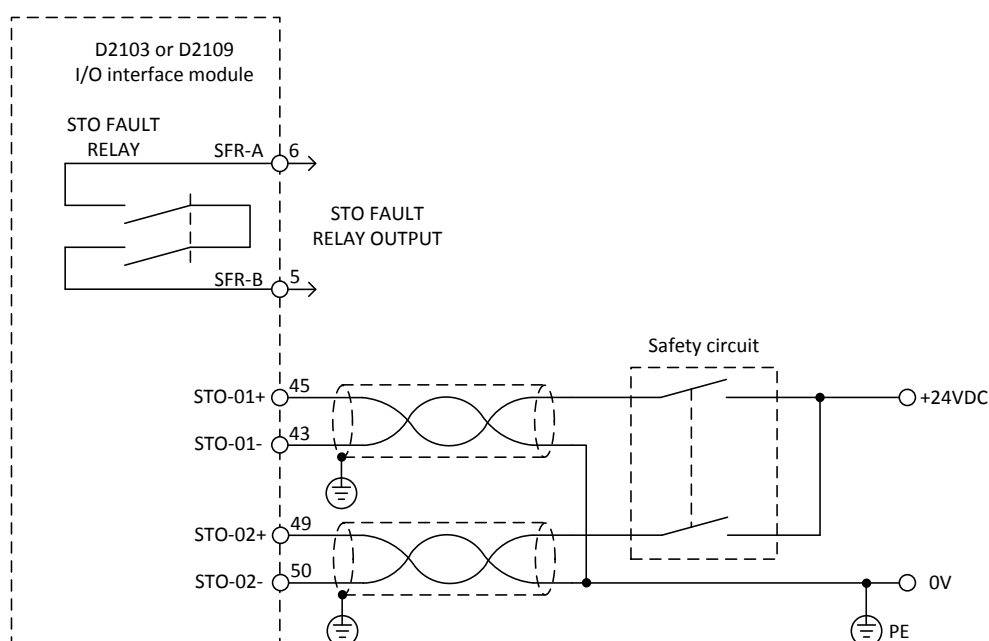 D2103 or D2109
I/O interface module
STO FAULT
RELAY
SFR-A
6
STO FAULT
RELAY OUTPUT
SFR-B
5
Safety circuit
STO-01+
45
+24VDC
STO-01-
43
STO-02+
49
STO-02-
50
0V
PE